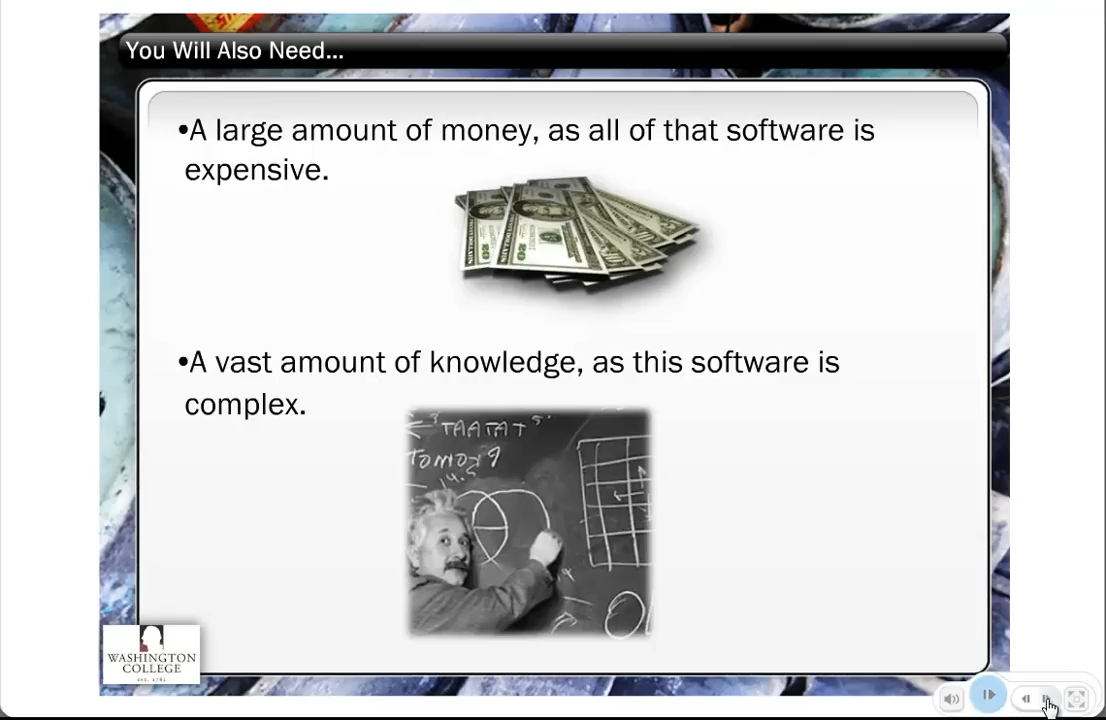 You Will Also Need...
•A large amount of money, as all of that software is
expensive.
•A vast amount of knowledge, as this software is
complex.
WASHINGTON
COLLEGE